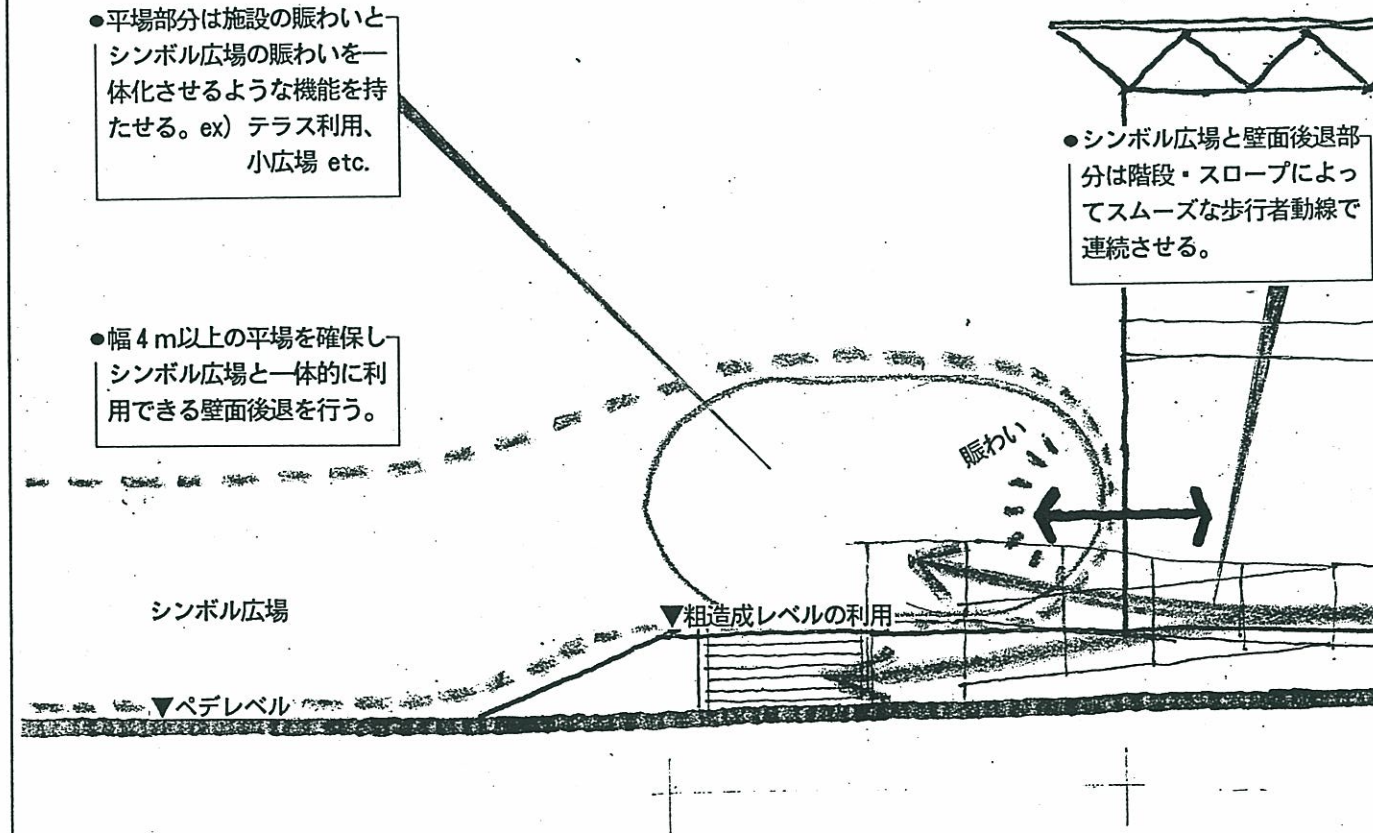 ●平場部分は施設の賑わいと
シンボル広場の賑わいを一
体化させるような機能を持
たせる。ex) テラス利用、
小広場 etc.
●シンボル広場と壁面後退部
分は階段・スロープによっ
てスムーズな歩行者動線で
連続させる。
●幅4m以上の平場を確保し
シンボル広場と一体的に利
用できる壁面後退を行う。
賑わい
シンボル広場
▼粗造成レベルの利用
▼ペデレベル